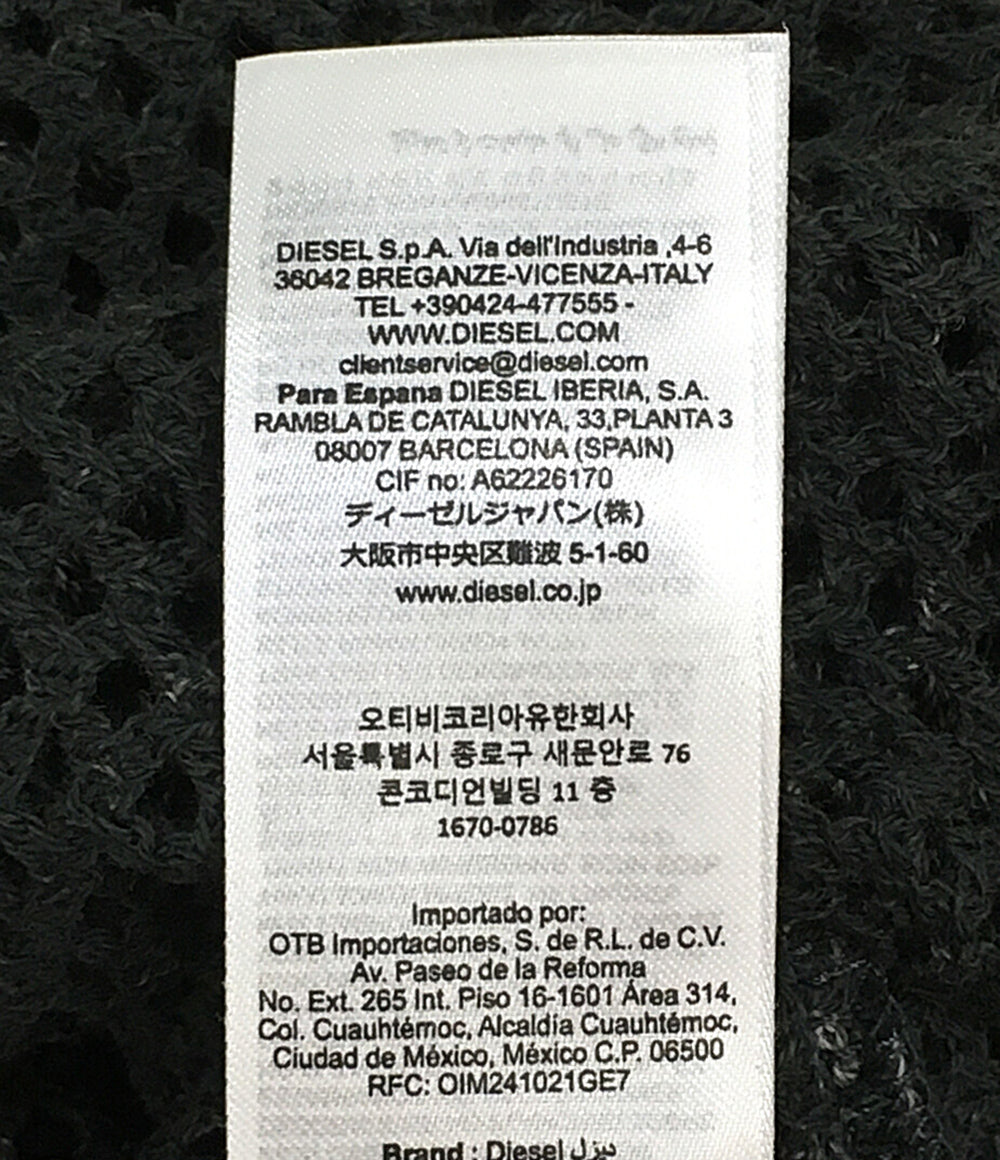 DIESEL S.p.A. Via dell'Industria ,4-6
36042 BREGANZE-VICENZA-ITALY
TEL +390424-477555 -
WWW.DIESEL.COM
clientservice@diesel.com
Para Espana DIESEL IBERIA, S.A.
RAMBLA DE CATALUNYA, 33,PLANTA 3
08007 BARCELONA (SPAIN)
CIF no: A62226170
ディーゼルジャパン(株)
大阪市中央区難波 5-1-60
www.diesel.co.jp
오티비코리아유한회사
서울특별시 종로구 새문안르 76
콘코디언빌딩 11 층
1670-0786
Importado por:
OTB Importaciones, S. de R.L. de C.V.
Av. Paseo de la Reforma
No. Ext. 265 Int. Piso 16-1601 Área 314,
Col. Cuauhtémoc, Alcaldía Cuauhtémoc,
Ciudad de México, México C.P. 06500
RFC: OIM241021GE7
Brand : Diesel ديزل